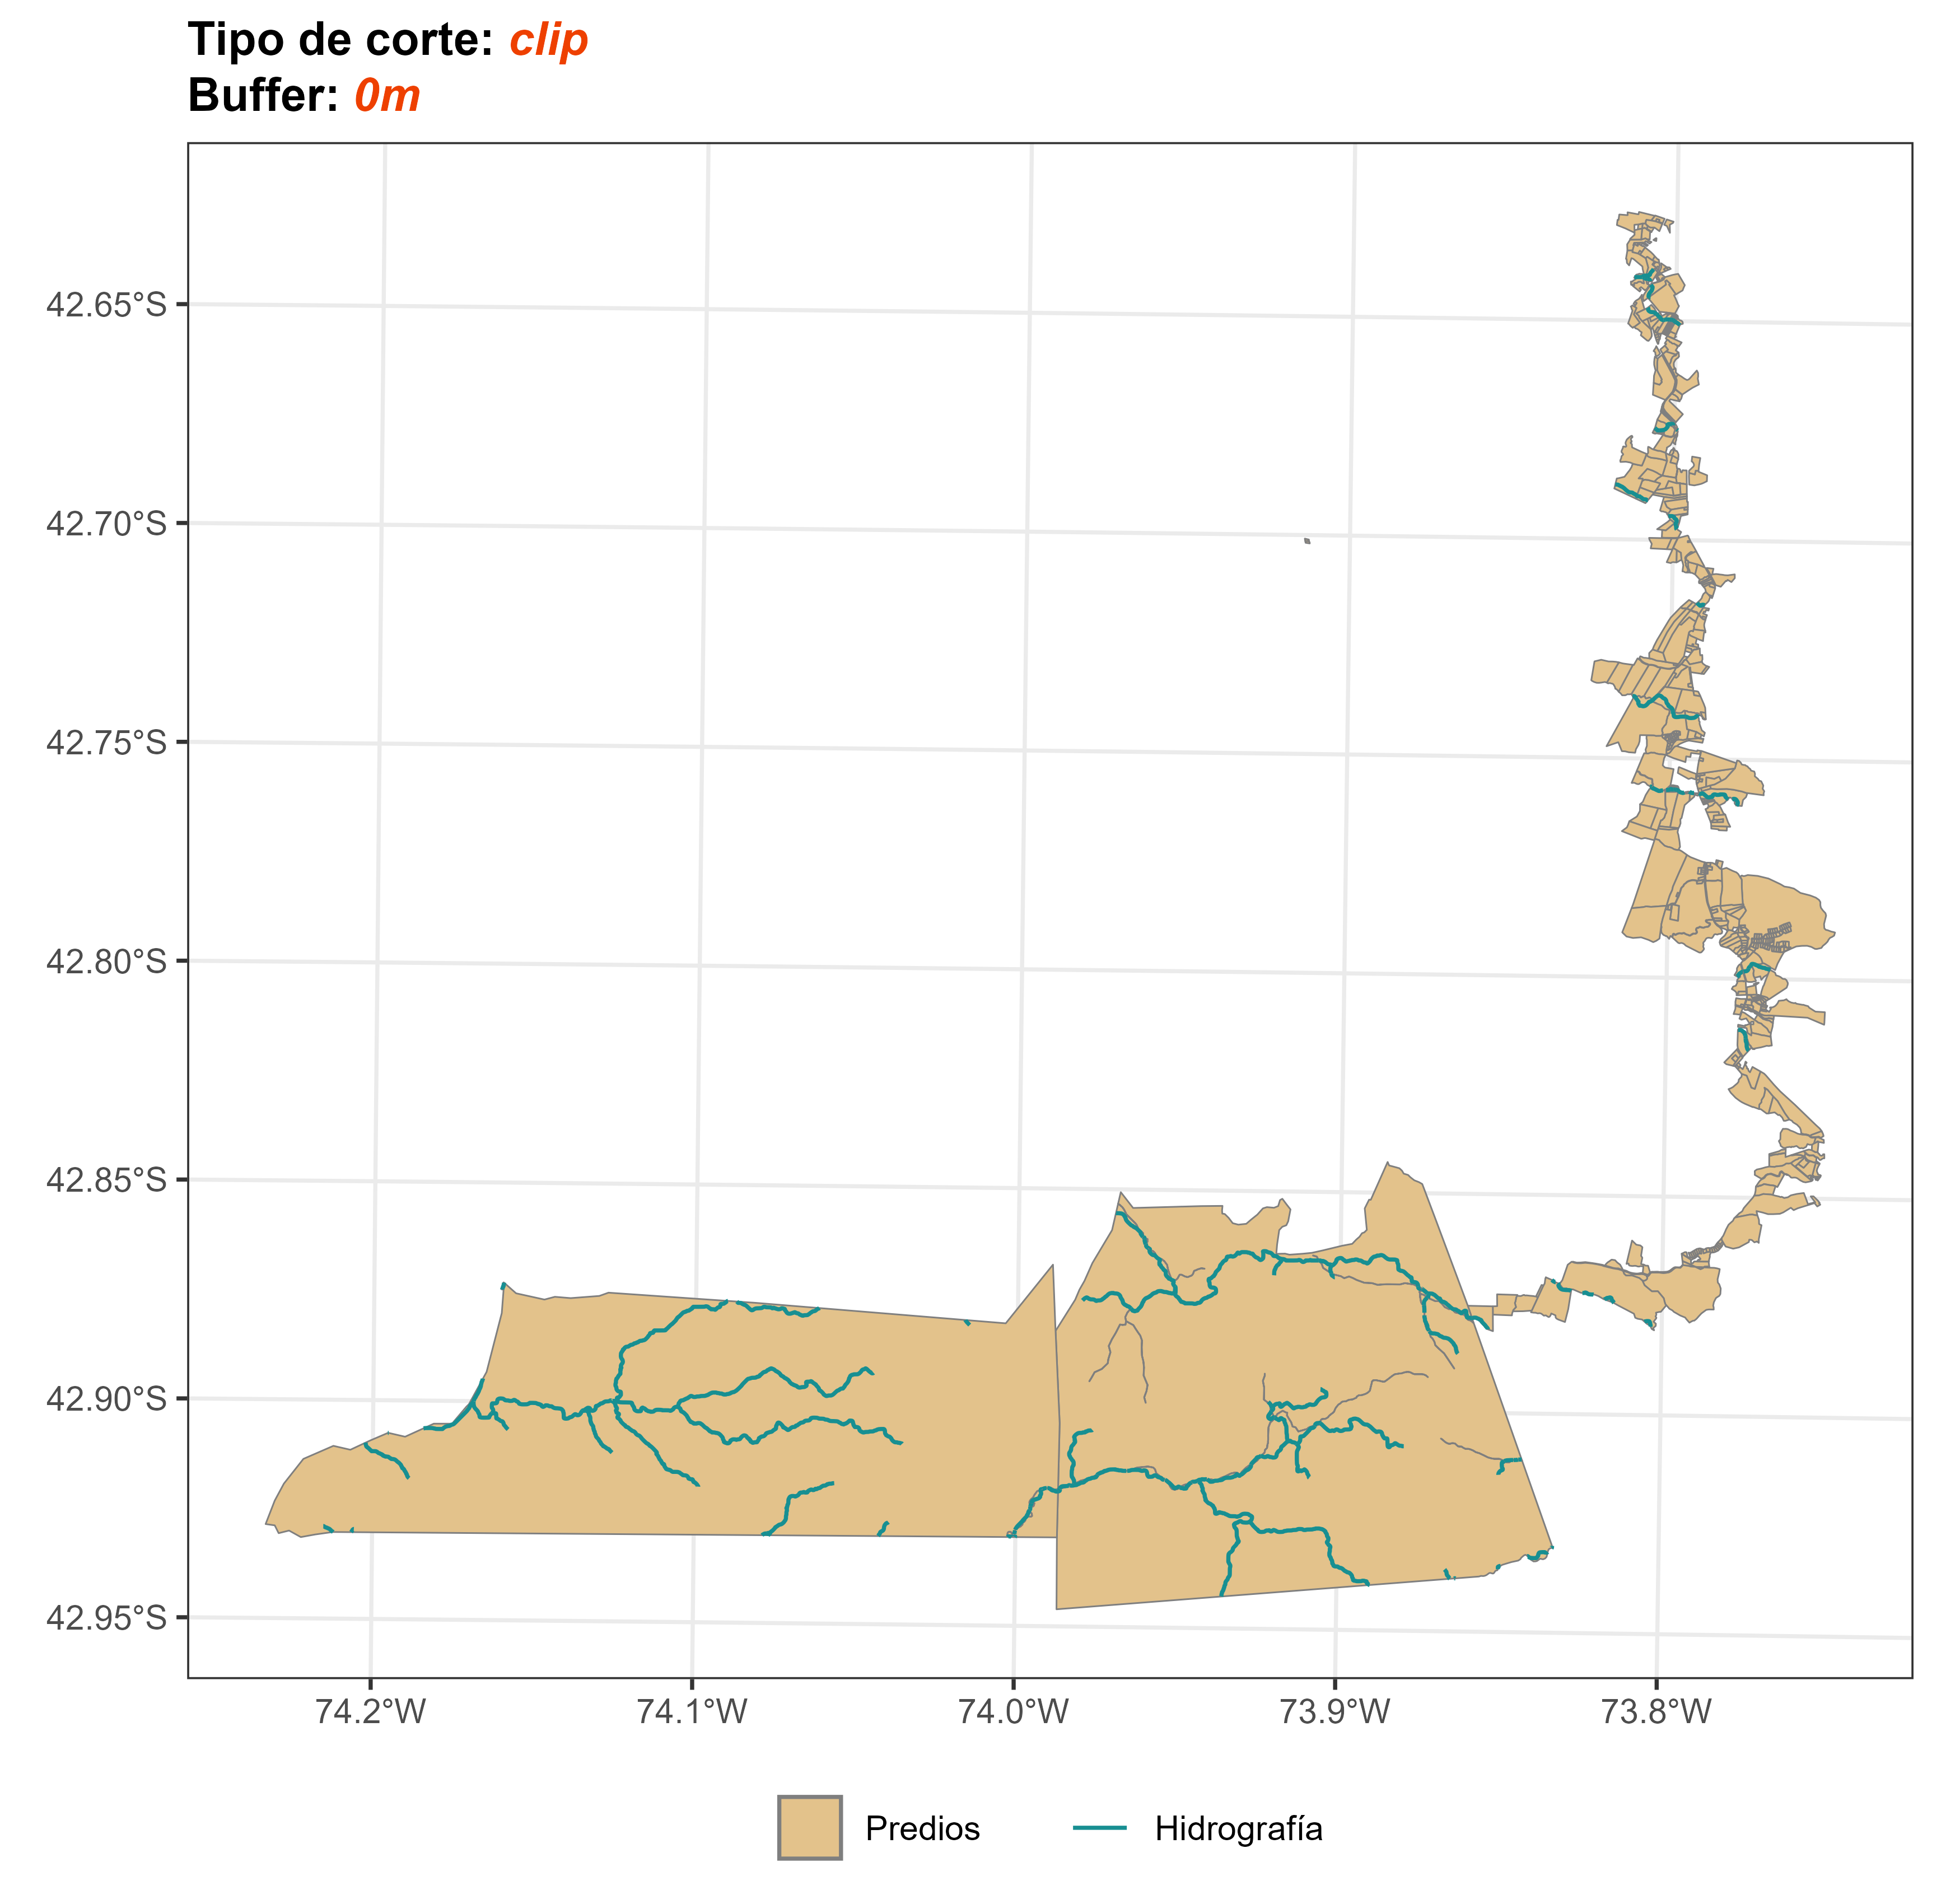 Tipo de corte: clip
Buffer: 0m
42.65°S
42.70°S
42.75°S
42.80°S
42.85°S
42.90°S
42.95°S
74.2°W 74.1°W 74.0°W 73.9°W 73.8°W
Predios Hidrografía